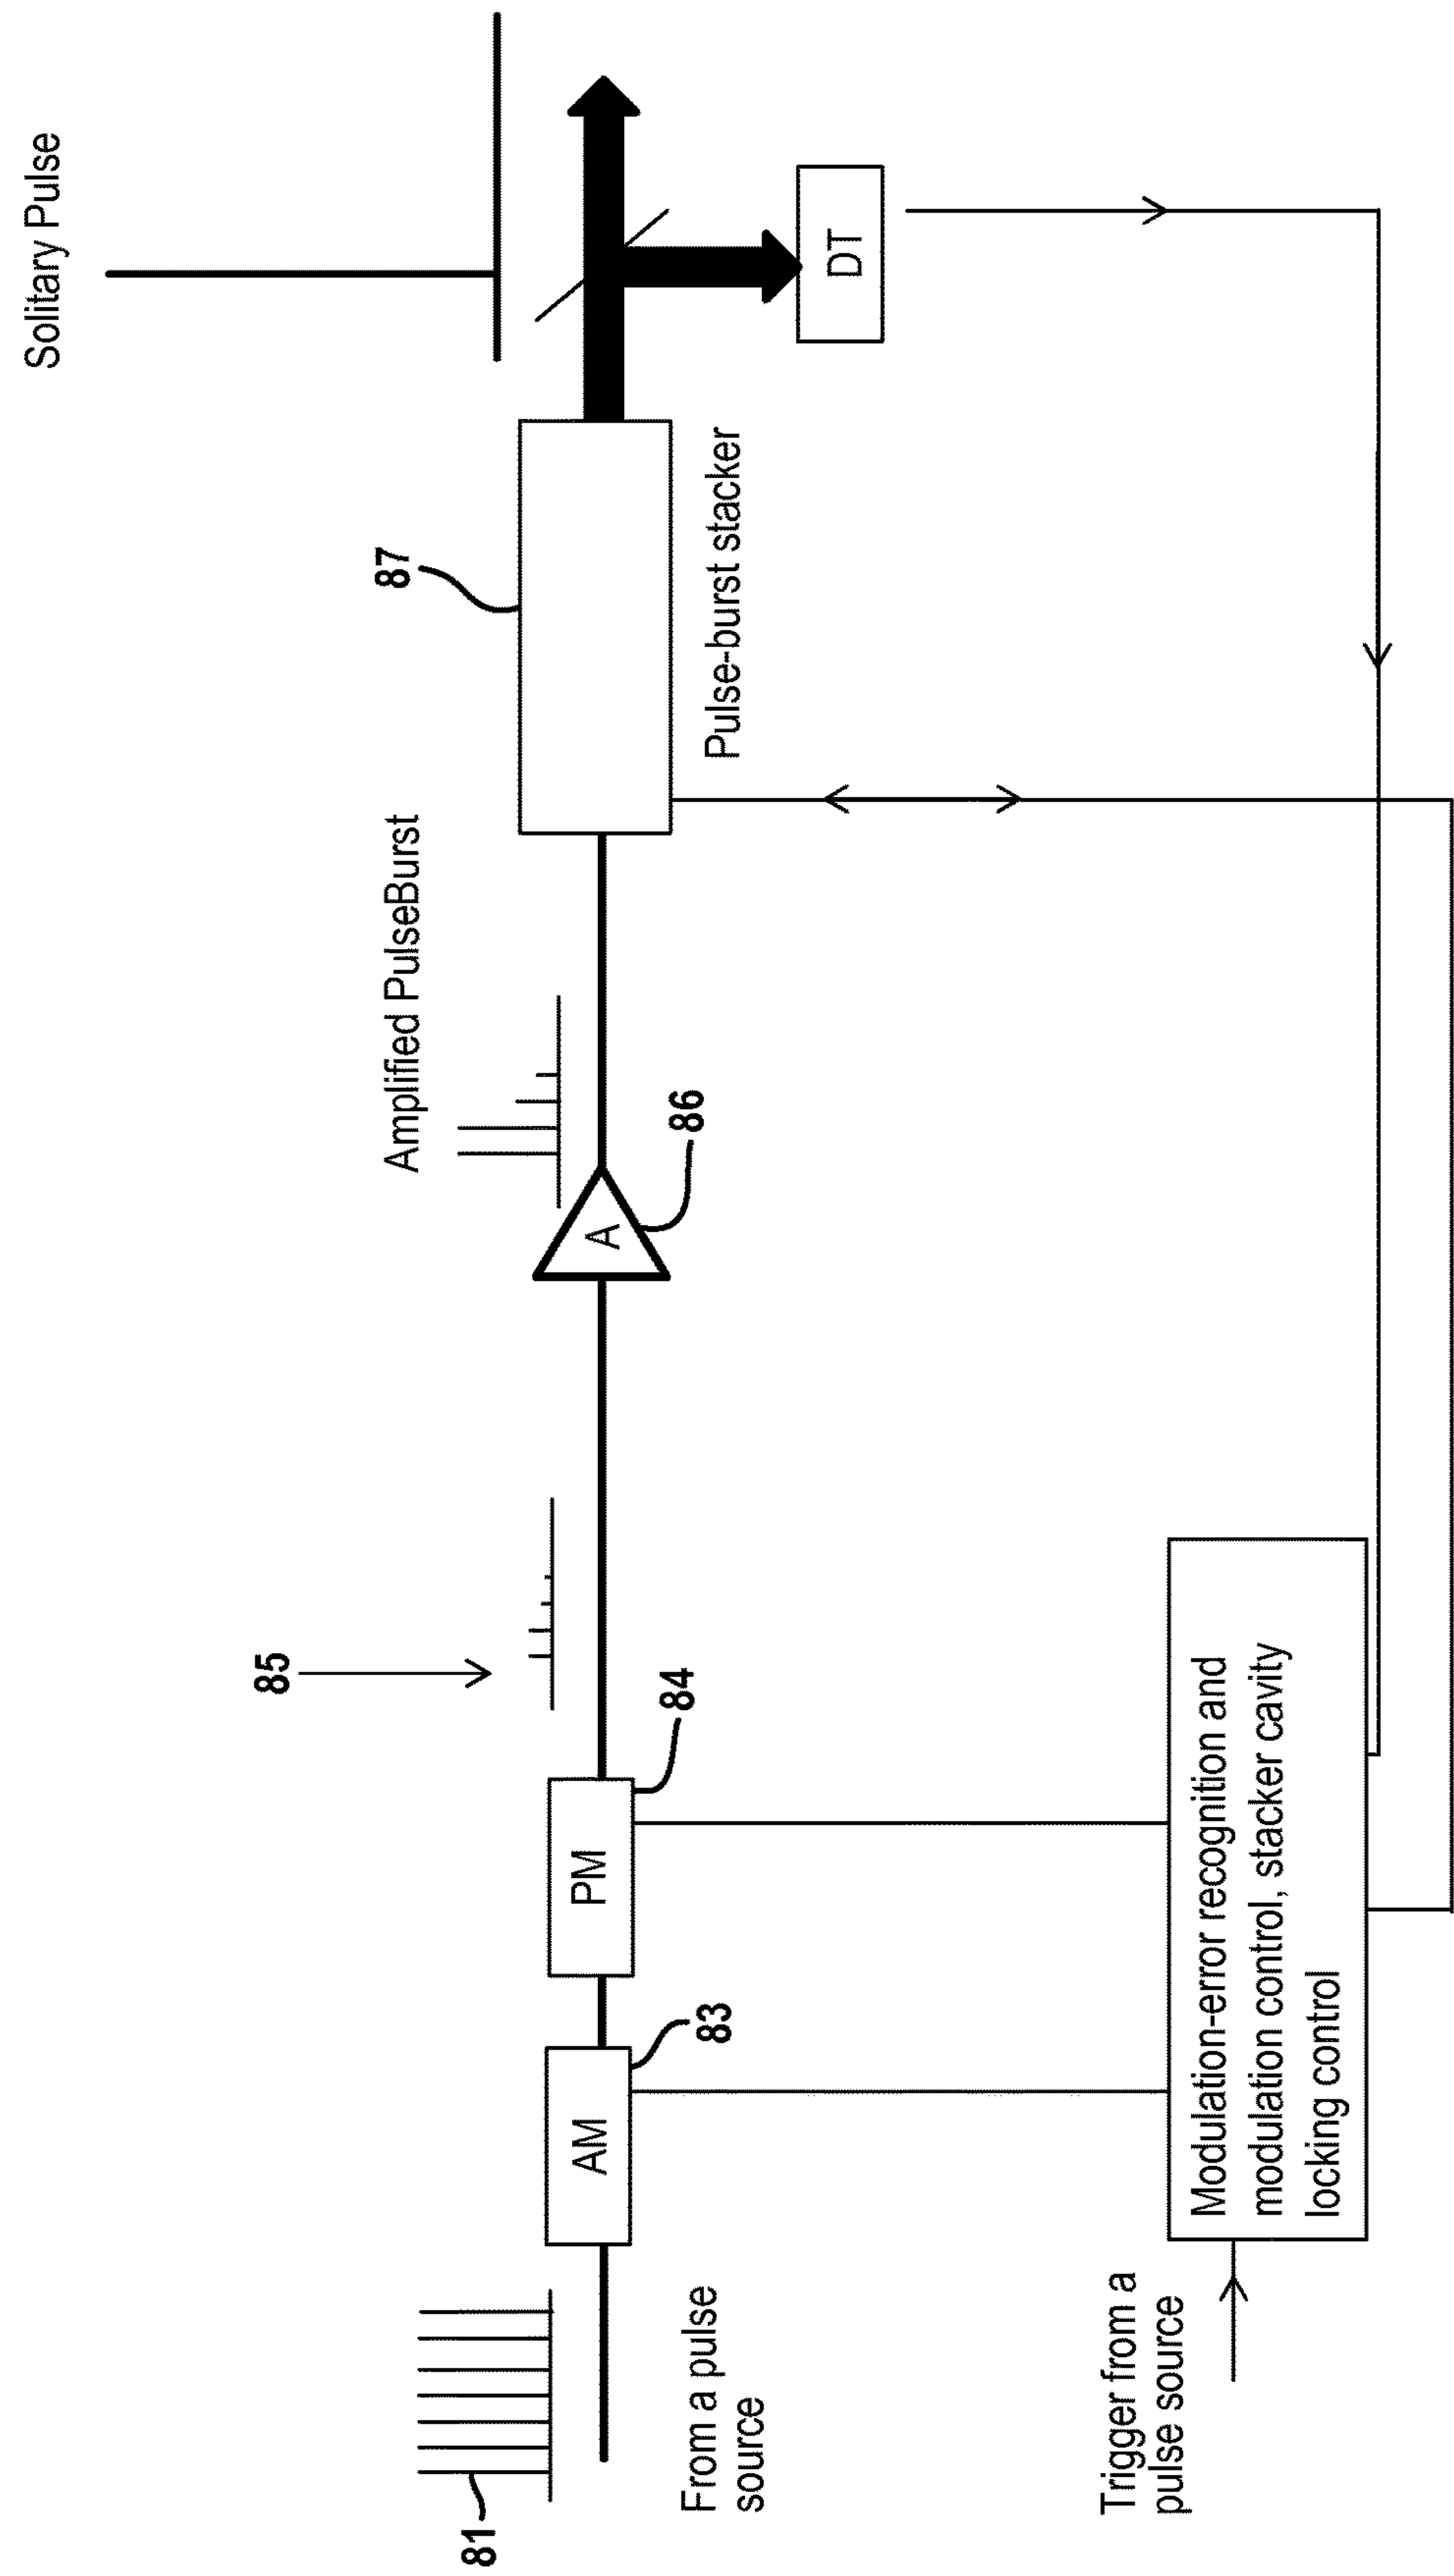 81
From a pulse
source
AM
83
PM
84
85
A
86
Amplified PulseBurst
87
Pulse-burst stacker
Solitary Pulse
DT
Trigger from a
pulse source
Modulation-error recognition and
modulation control, stacker cavity
locking control